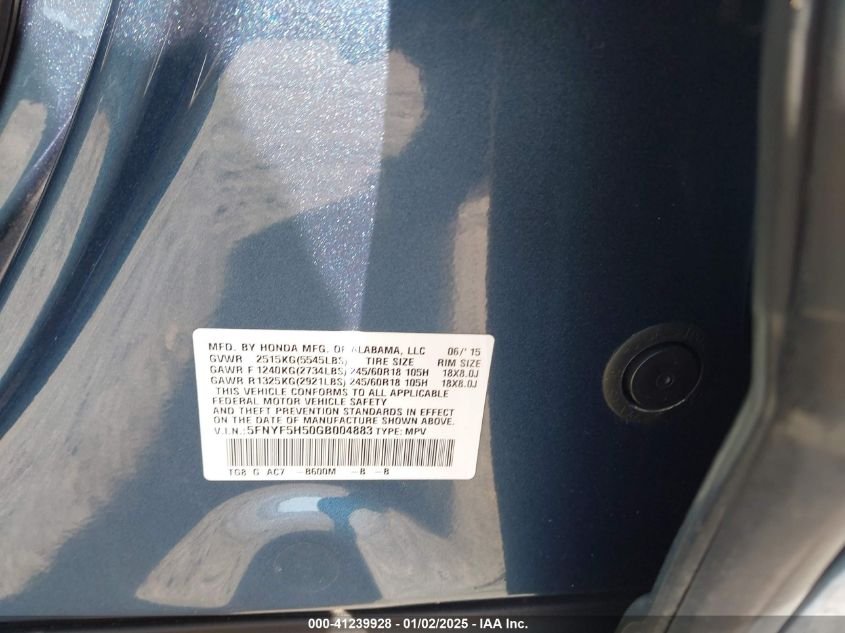 MFD. BY HONDA MFG. OF ALABAMA, LLC 06/'15
GVWR 2515KG(5545LBS) TIRE SIZE RIM SIZE
GAWR F 1240KG(2734LBS) 245/60R18 105H 18X8.0J
GAWR R1325KG(2921LBS) 245/60R18 105H 18X8.0J
THIS VEHICLE CONFORMS TO ALL APPLICABLE
FEDERAL MOTOR VEHICLE SAFETY
AND THEFT PREVENTION STANDARDS IN EFFECT
ON THE DATE OF MANUFACTURE SHOWN ABOVE.
V.I.N.: 5FNYF5H50GB004883 TYPE: MPV
TG8 G AC7 -B600M -8 -8
000-41239928 - 01/02/2025 - © IAA Inc.